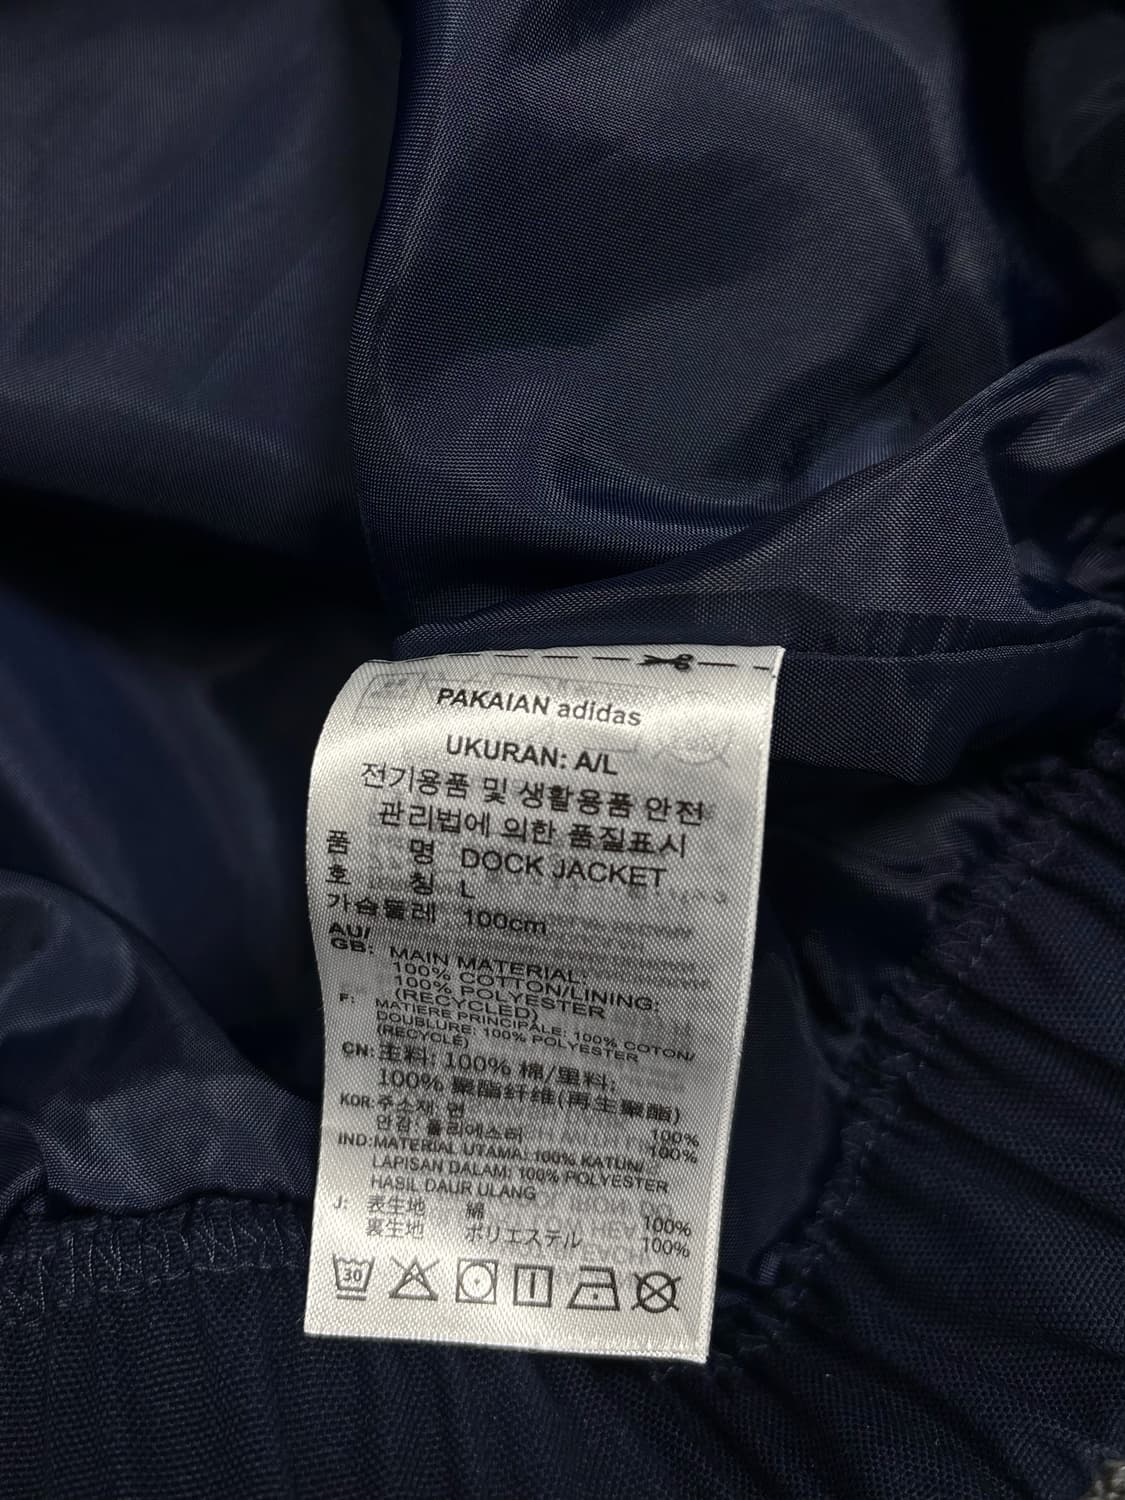 PAKAIAN adidas
UKURAN: A/L
전기용품 및 생활용품 안전
관리법에 의한 품질표시
품 명 DOCK JACKET
호 칭 L
가슴둘레 100cm
AU/
GB: MAIN MATERIAL:
100% COTTON/LINING:
100% POLYESTER
(RECYCLED)
F: MATIERE PRINCIPALE: 100% COTON/
DOUBLURE: 100% POLYESTER
(RECYCLÉ)
CN: 主料: 100% 棉/里料:
100% 聚酯纤维(再生聚酯)
KOR: 주소재: 면 100%
안감: 폴리에스터 100%
IND: MATERIAL UTAMA: 100% KATUN/
LAPISAN DALAM: 100% POLYESTER
HASIL DAUR ULANG
J: 表生地 綿 100%
裏生地 ポリエステル 100%
30